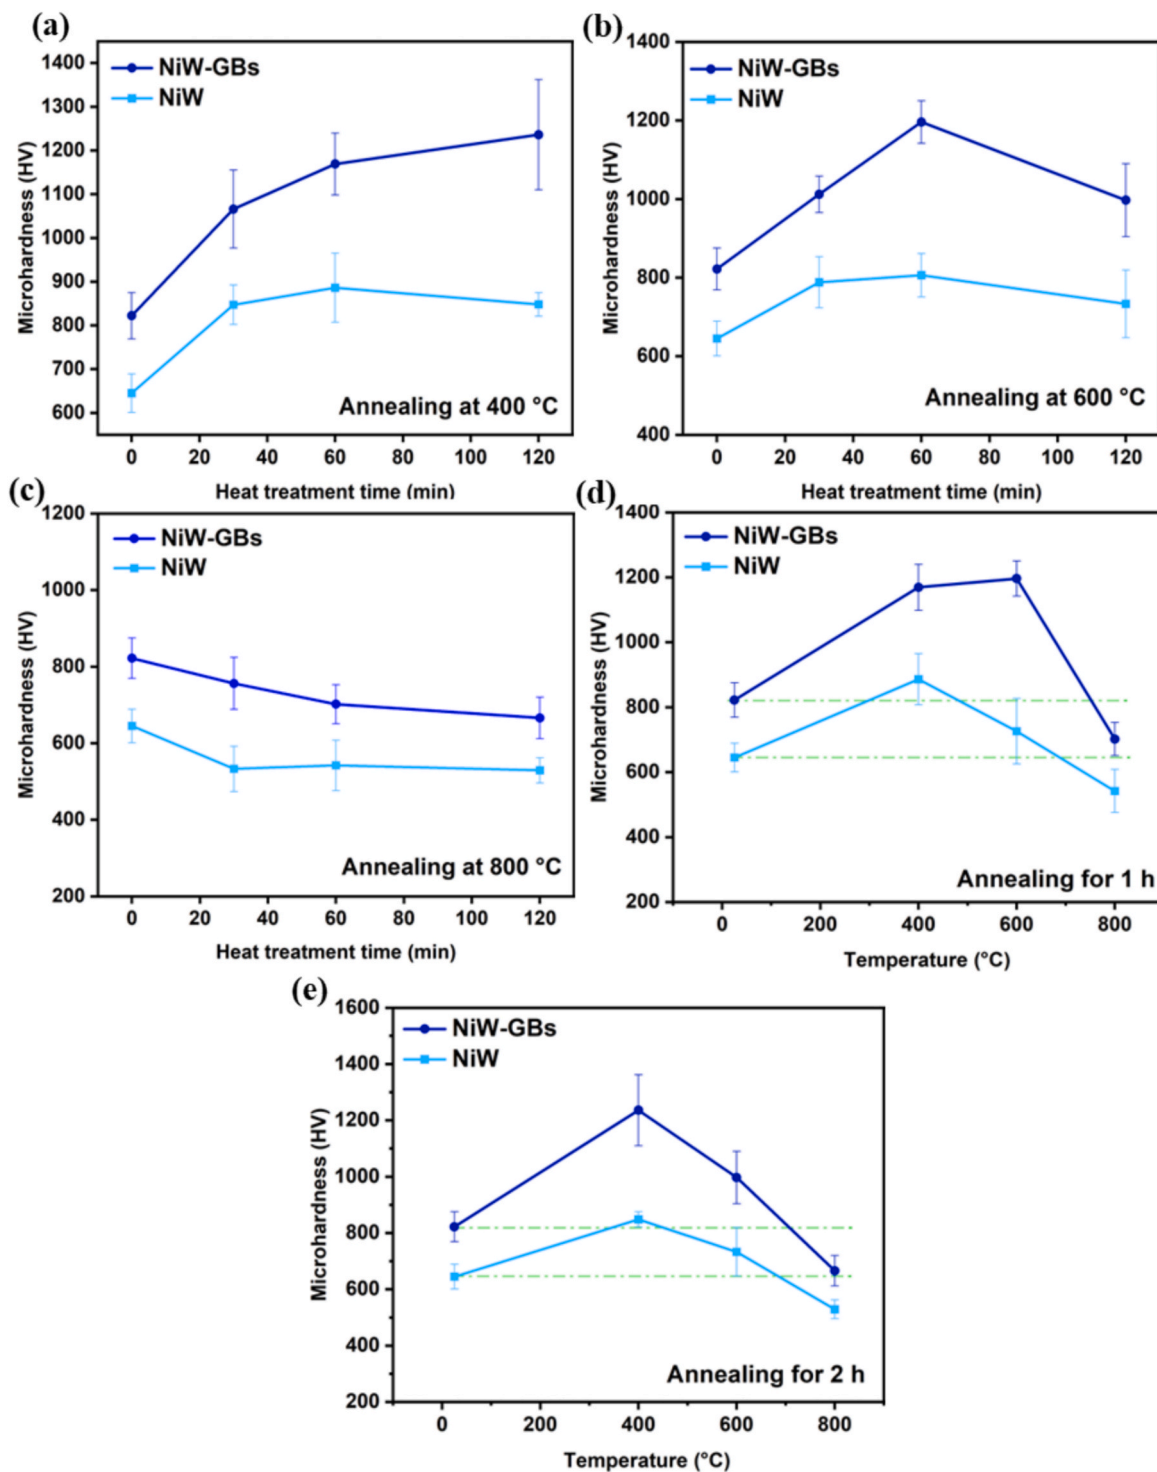 (a)
1400
1300
1200
1100
1000
900
800
700
600
Microhardness (HV)
NiW-GBs
NiW
Annealing at 400 °C
0 20 40 60 80 100 120
Heat treatment time (min)
(b)
1400
1200
1000
800
600
400
Microhardness (HV)
NiW-GBs
NiW
Annealing at 600 °C
0 20 40 60 80 100 120
Heat treatment time (min)
(c)
1200
1000
800
600
400
200
Microhardness (HV)
NiW-GBs
NiW
Annealing at 800 °C
0 20 40 60 80 100 120
Heat treatment time (min)
(d)
1400
1200
1000
800
600
400
200
Microhardness (HV)
NiW-GBs
NiW
Annealing for 1 h
0 200 400 600 800
Temperature (°C)
(e)
1600
1400
1200
1000
800
600
400
200
Microhardness (HV)
NiW-GBs
NiW
Annealing for 2 h
0 200 400 600 800
Temperature (°C)